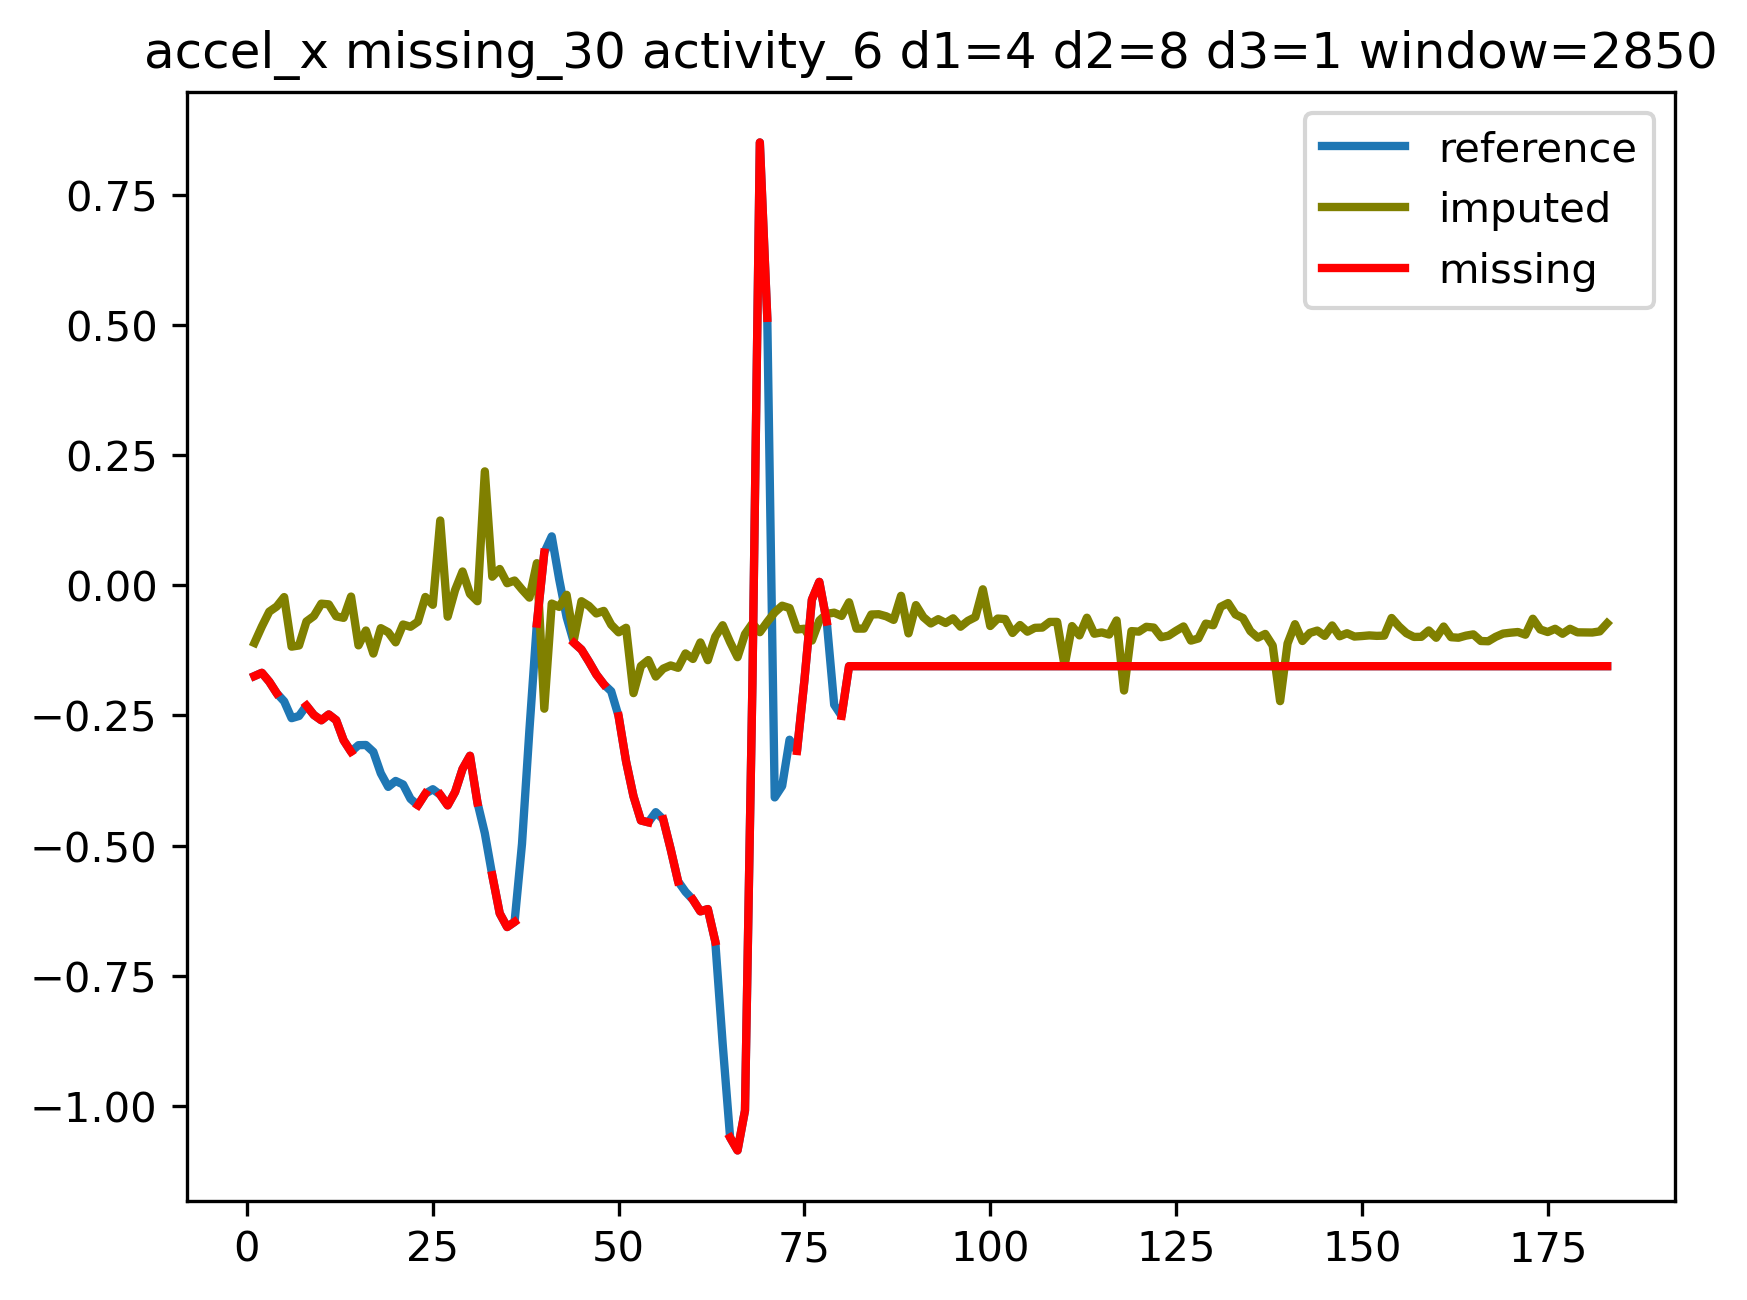 accel_x missing_30 activity_6 d1=4 d2=8 d3=1 window=2850
reference
imputed
missing
0.75
0.50
0.25
0.00
−0.25
−0.50
−0.75
−1.00
0 25 50 75 100 125 150 175